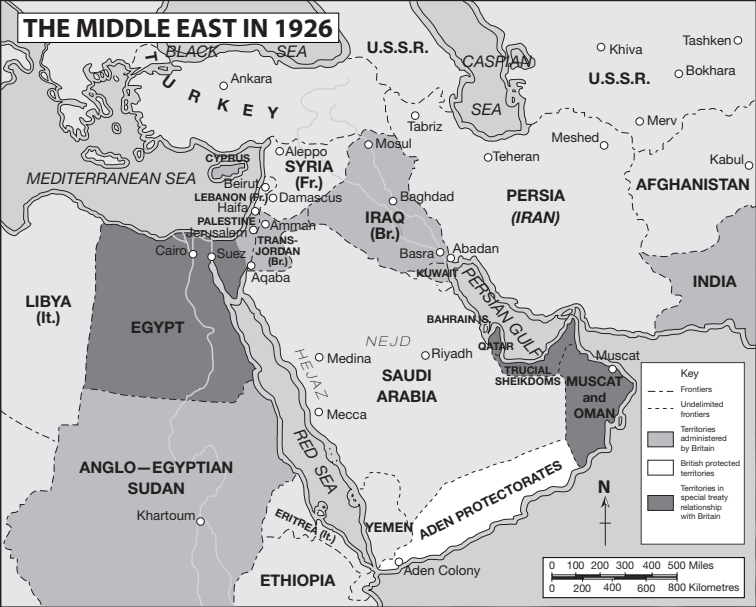 THE MIDDLE EAST IN 1926
BLACK SEA
U.S.S.R.
CASPIAN
SEA
Khiva
Tashken
U.S.S.R.
Bokhara
TURKEY
Ankara
Tabriz
Merv
Meshed
Kabul
Teheran
CYPRUS
Aleppo
SYRIA
(Fr.)
Mosul
MEDITERRANEAN SEA
Beirut
LEBANON (Fr.)
Damascus
Haifa
PALESTINE
Jerusalem
Amman
TRANS-
JORDAN
(Br.)
Baghdad
IRAQ
(Br.)
PERSIA
(IRAN)
AFGHANISTAN
Cairo
Suez
Aqaba
Basra
Abadan
KUWAIT
PERSIAN GULF
INDIA
LIBYA
(It.)
EGYPT
BAHRAIN IS.
QATAR
NEJD
HEJAZ
Medina
Riyadh
TRUCIAL
SHEIKDOMS
Muscat
MUSCAT
and
OMAN
SAUDI
ARABIA
Mecca
RED SEA
ANGLO–EGYPTIAN
SUDAN
Khartoum
ERITREA (It.)
YEMEN
ADEN PROTECTORATES
Aden Colony
ETHIOPIA
Key
Frontiers
Undelimited
frontiers
Territories
administered
by Britain
British protected
territories
Territories in
special treaty
relationship
with Britain
N
0 100 200 300 400 500 Miles
0 200 400 600 800 Kilometres